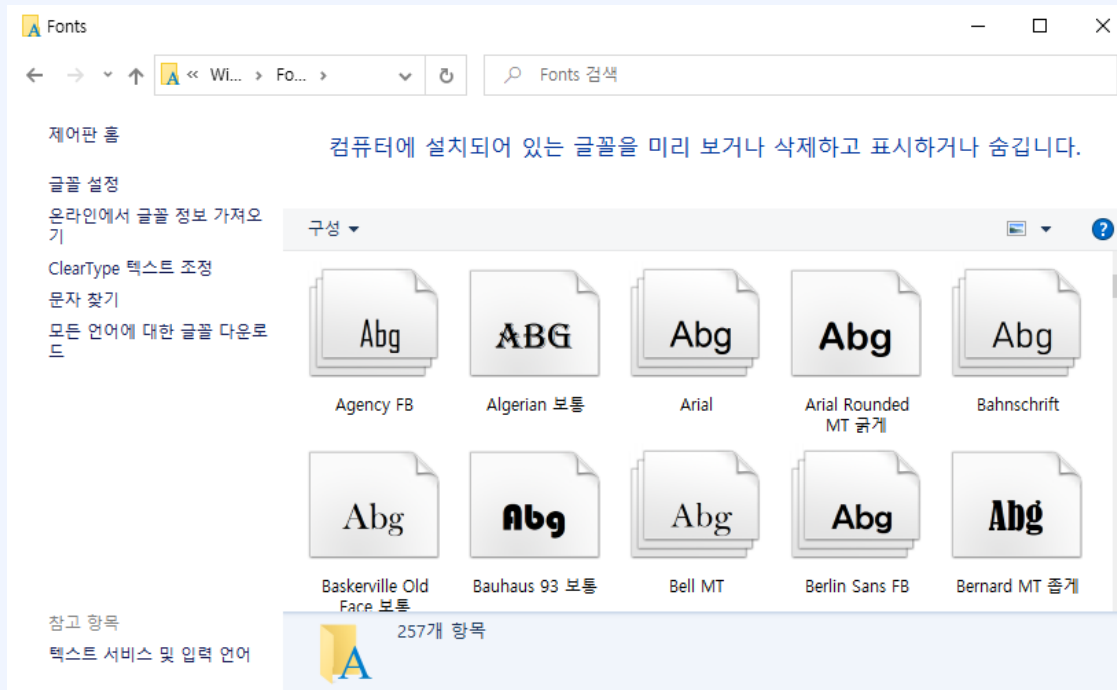 Fonts
« Wi... › Fo... ›
Fonts 검색
제어판 홈
글꼴 설정
온라인에서 글꼴 정보 가져오
기
ClearType 텍스트 조정
문자 찾기
모든 언어에 대한 글꼴 다운로
드
참고 항목
텍스트 서비스 및 입력 언어
컴퓨터에 설치되어 있는 글꼴을 미리 보거나 삭제하고 표시하거나 숨깁니다.
구성
?
Abg ABG Abg Abg Abg
Agency FB Algerian 보통 Arial Arial Rounded Bahnschrift
MT 굵게
Abg Abg Abg Abg Abg
Baskerville Old Bauhaus 93 보통 Bell MT Berlin Sans FB Bernard MT 좁게
Face 보통
257개 항목